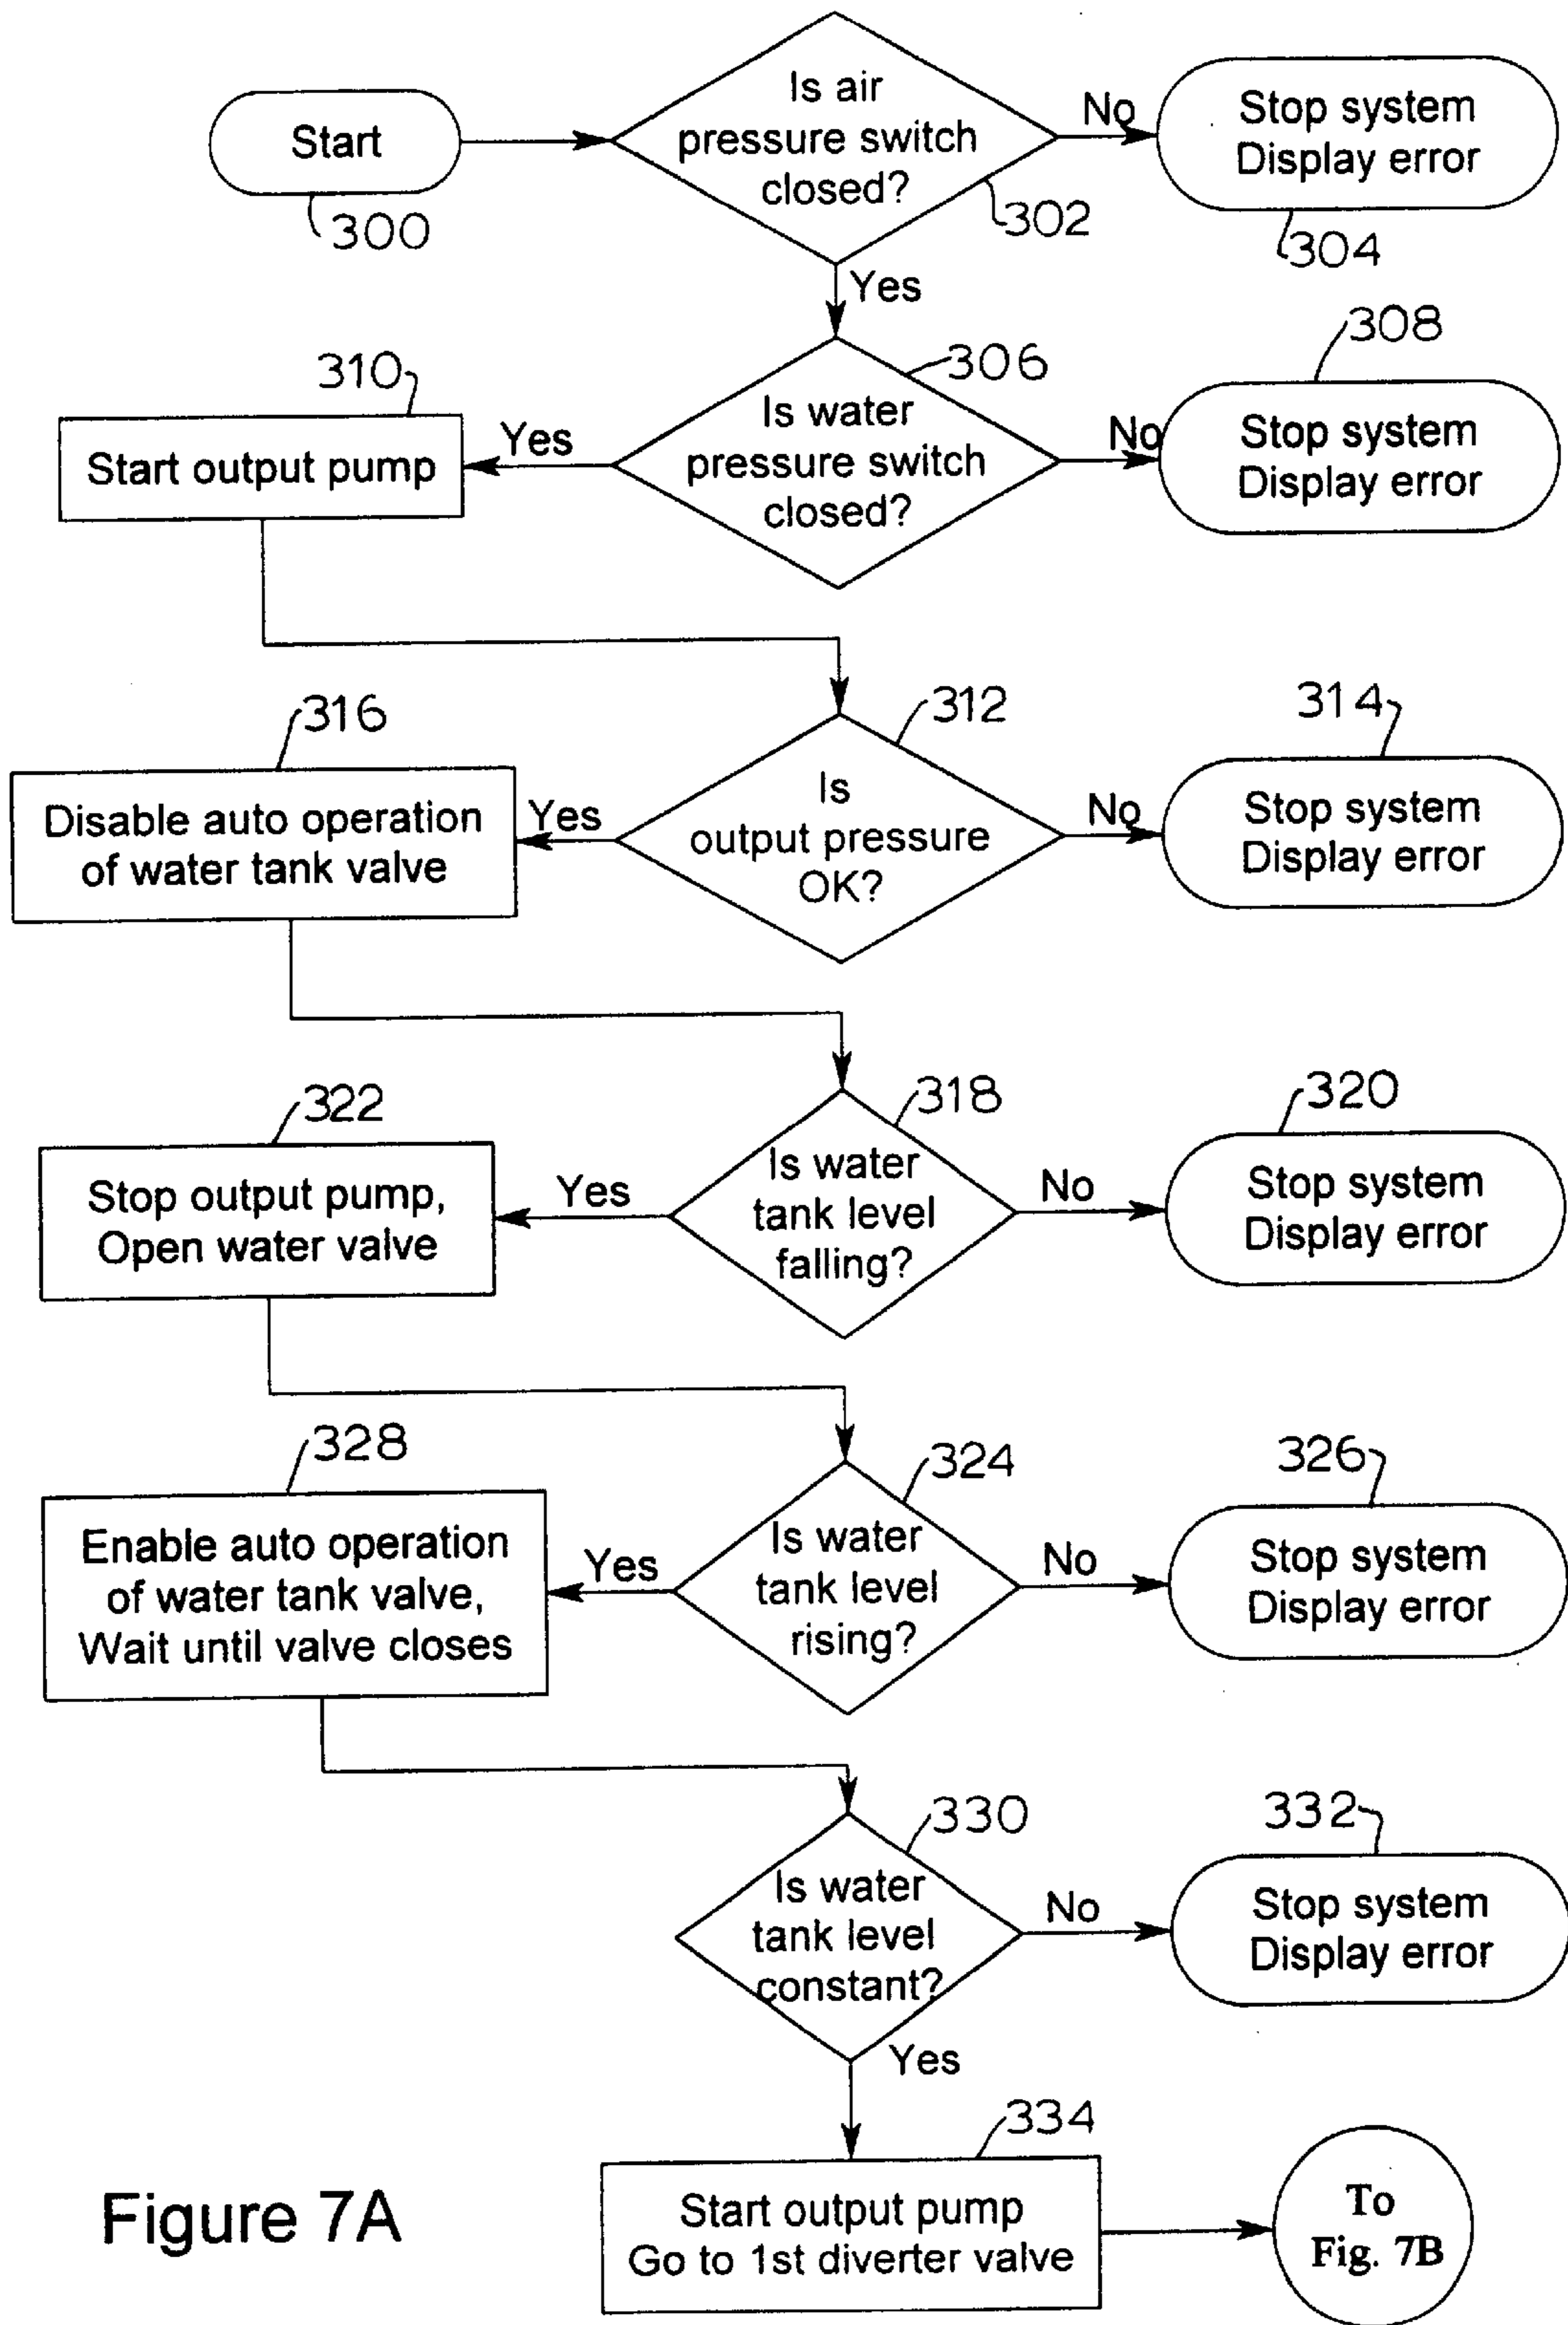 Start
300
Is air
pressure switch
closed?
302
No
Stop system
Display error
304
Yes
306
Is water
pressure switch
closed?
No
308
Stop system
Display error
Yes
310
Start output pump
312
Is
output pressure
OK?
No
314
Stop system
Display error
Yes
316
Disable auto operation
of water tank valve
318
Is water
tank level
falling?
No
320
Stop system
Display error
Yes
322
Stop output pump,
Open water valve
324
Is water
tank level
rising?
No
326
Stop system
Display error
Yes
328
Enable auto operation
of water tank valve,
Wait until valve closes
330
Is water
tank level
constant?
No
332
Stop system
Display error
Yes
334
Start output pump
Go to 1st diverter valve
To
Fig. 7B
Figure 7A